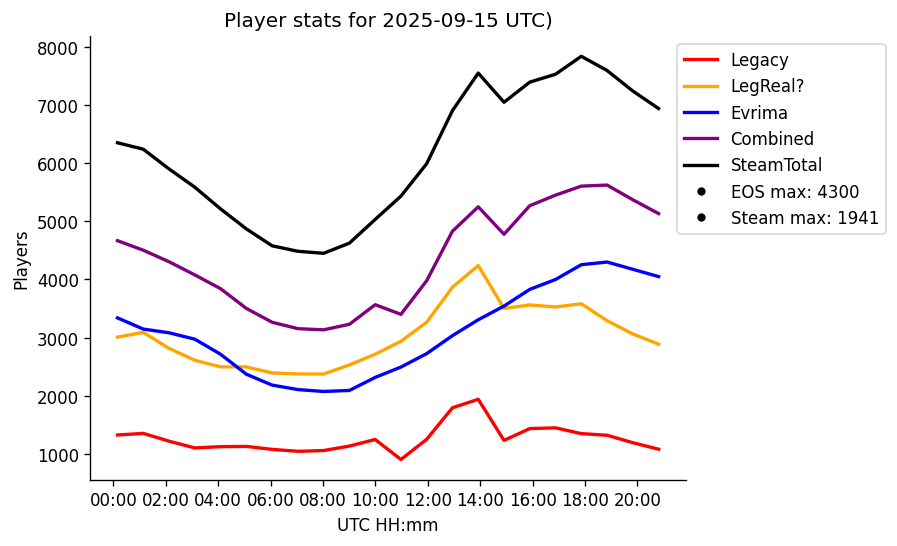 Player stats for 2025-09-15 UTC)
8000
7000
6000
5000
4000
3000
2000
1000
Players
00:00 02:00 04:00 06:00 08:00 10:00 12:00 14:00 16:00 18:00 20:00
UTC HH:mm
Legacy
LegReal?
Evrima
Combined
SteamTotal
EOS max: 4300
Steam max: 1941